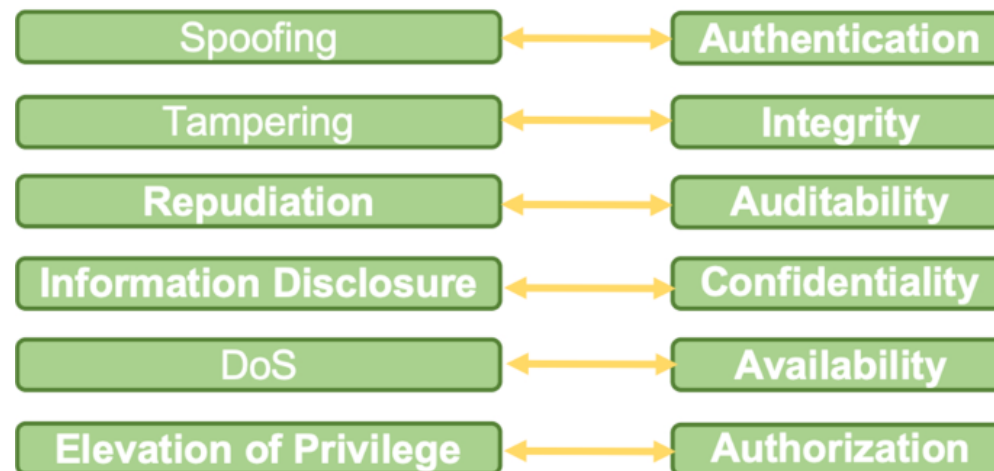 Spoofing Authentication
Tampering Integrity
Repudiation Auditability
Information Disclosure Confidentiality
DoS Availability
Elevation of Privilege Authorization